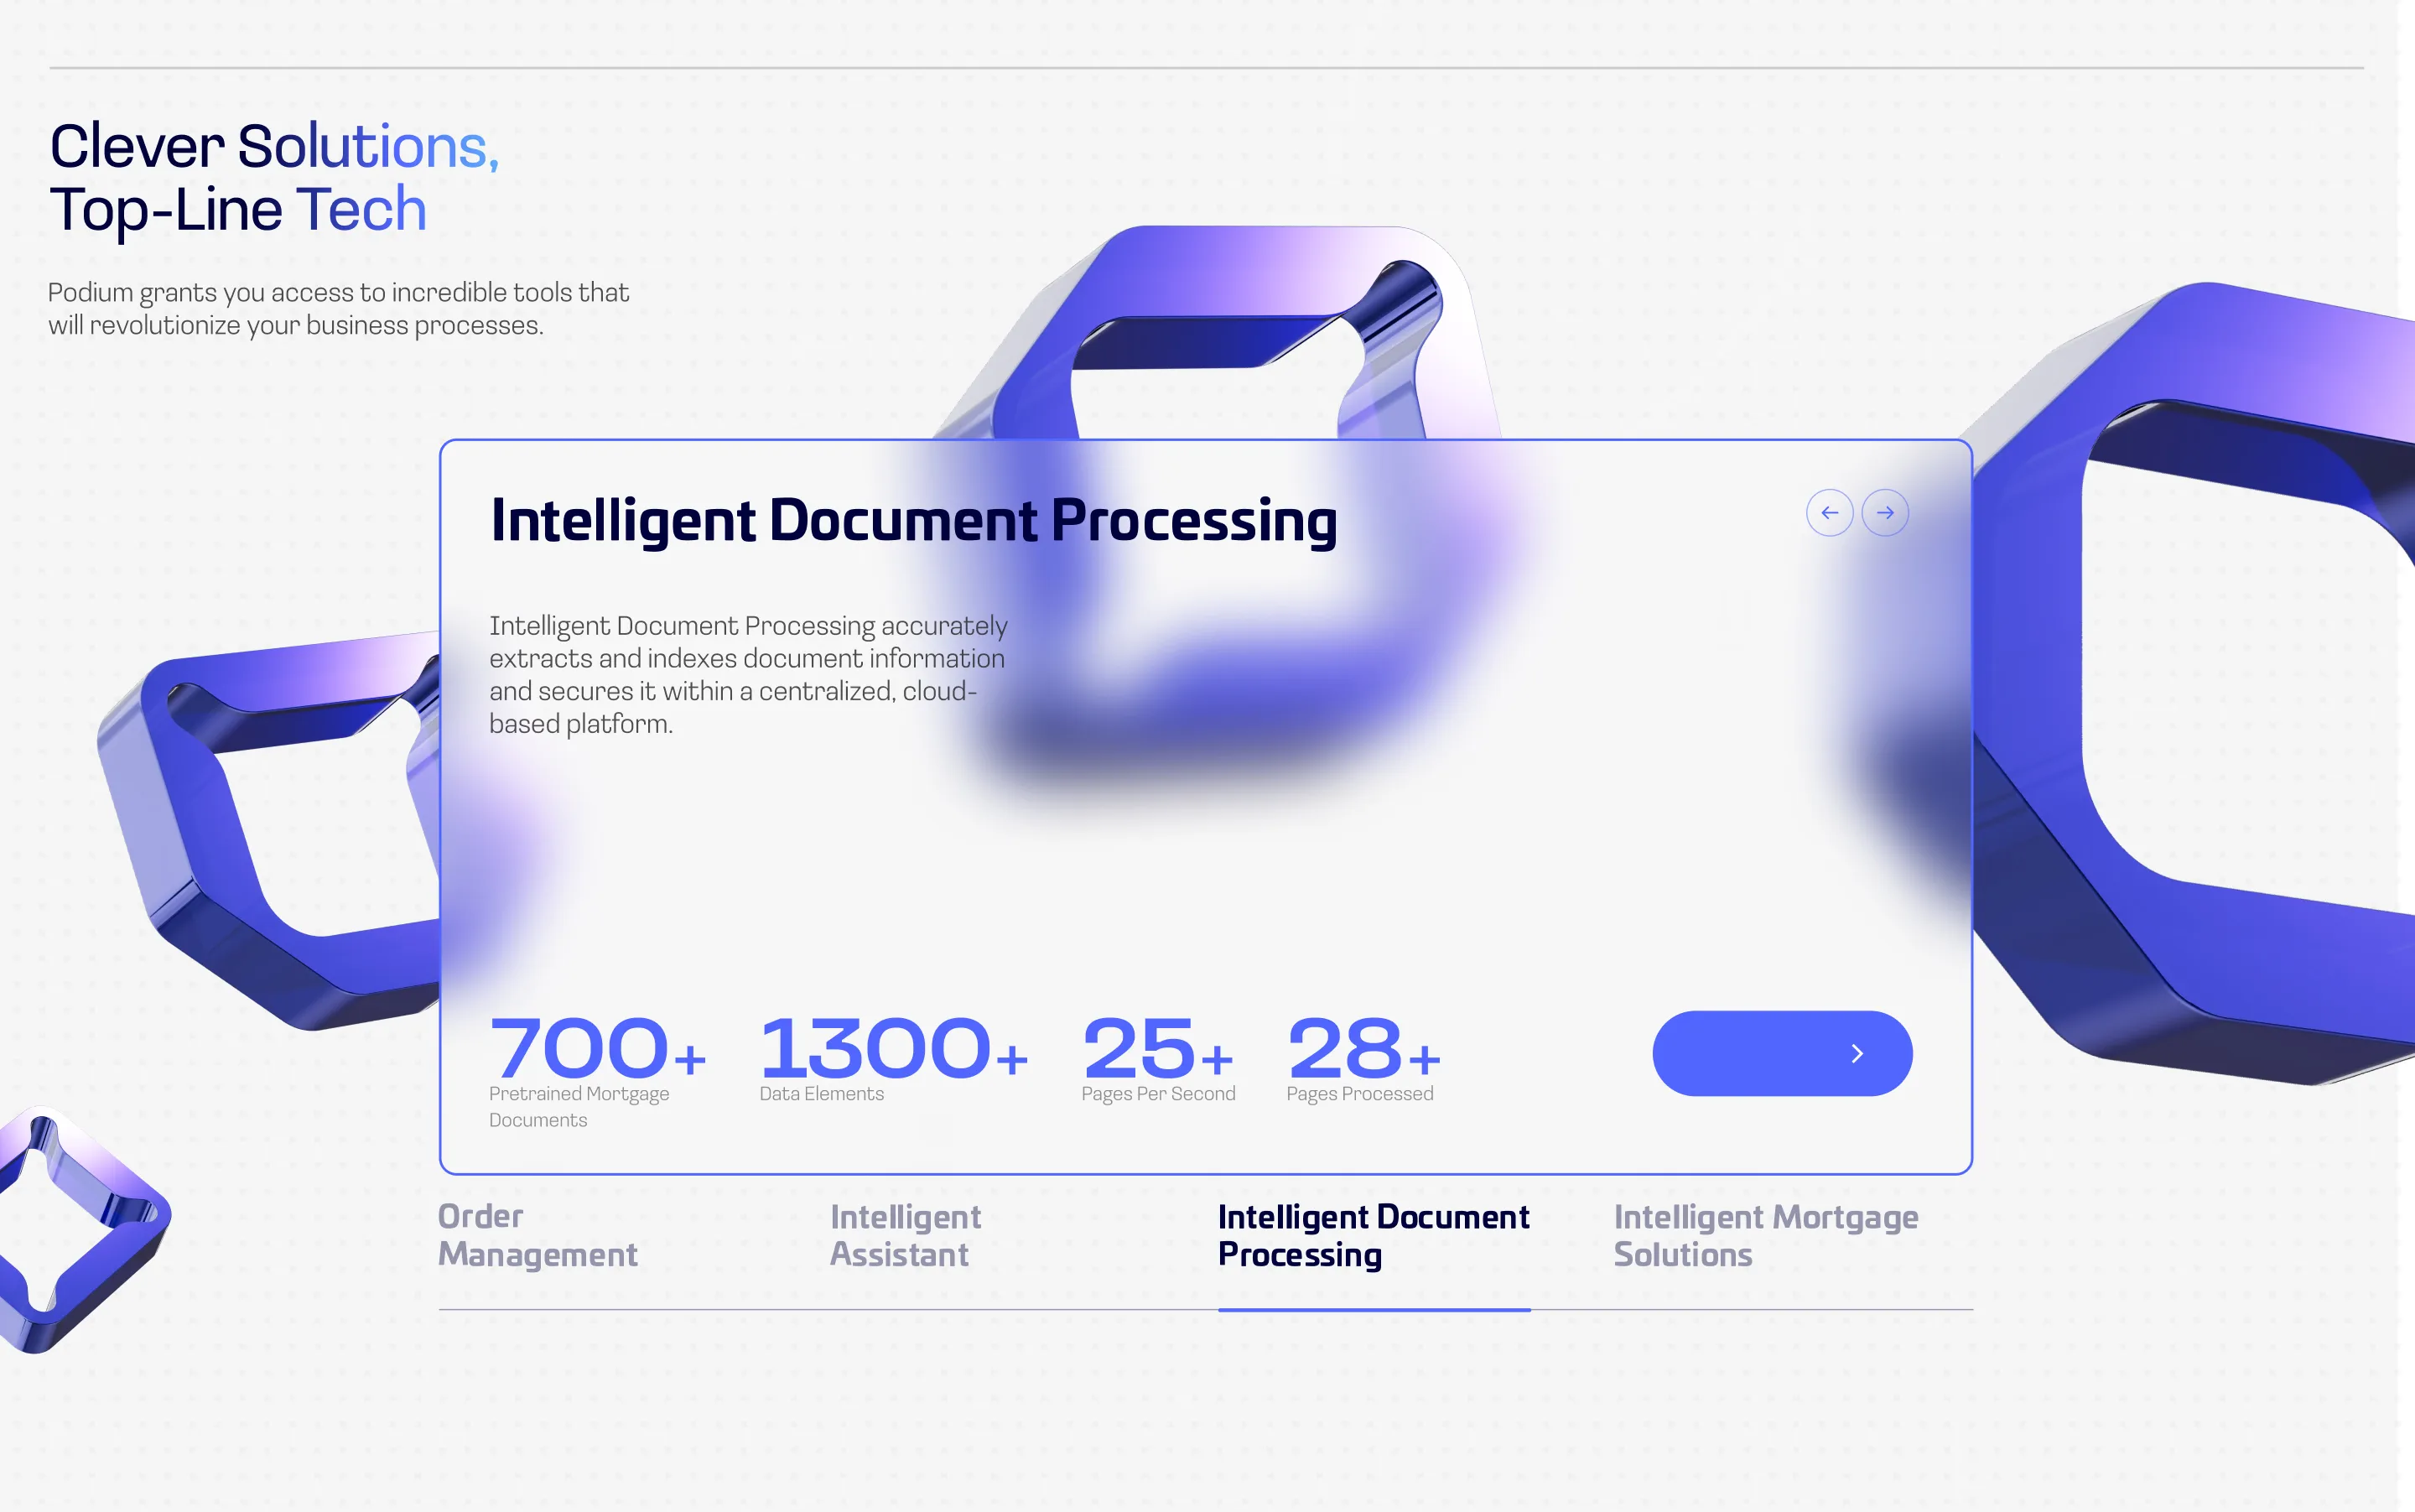 Clever Solutions,
Top-Line Tech
Podium grants you access to incredible tools that
will revolutionize your business processes.
Intelligent Document Processing
Intelligent Document Processing accurately
extracts and indexes document information
and secures it within a centralized, cloud-
based platform.
700+
Pretrained Mortgage
Documents
1300+
Data Elements
25+
Pages Per Second
28+
Pages Processed
Order
Management
Intelligent
Assistant
Intelligent Document
Processing
Intelligent Mortgage
Solutions